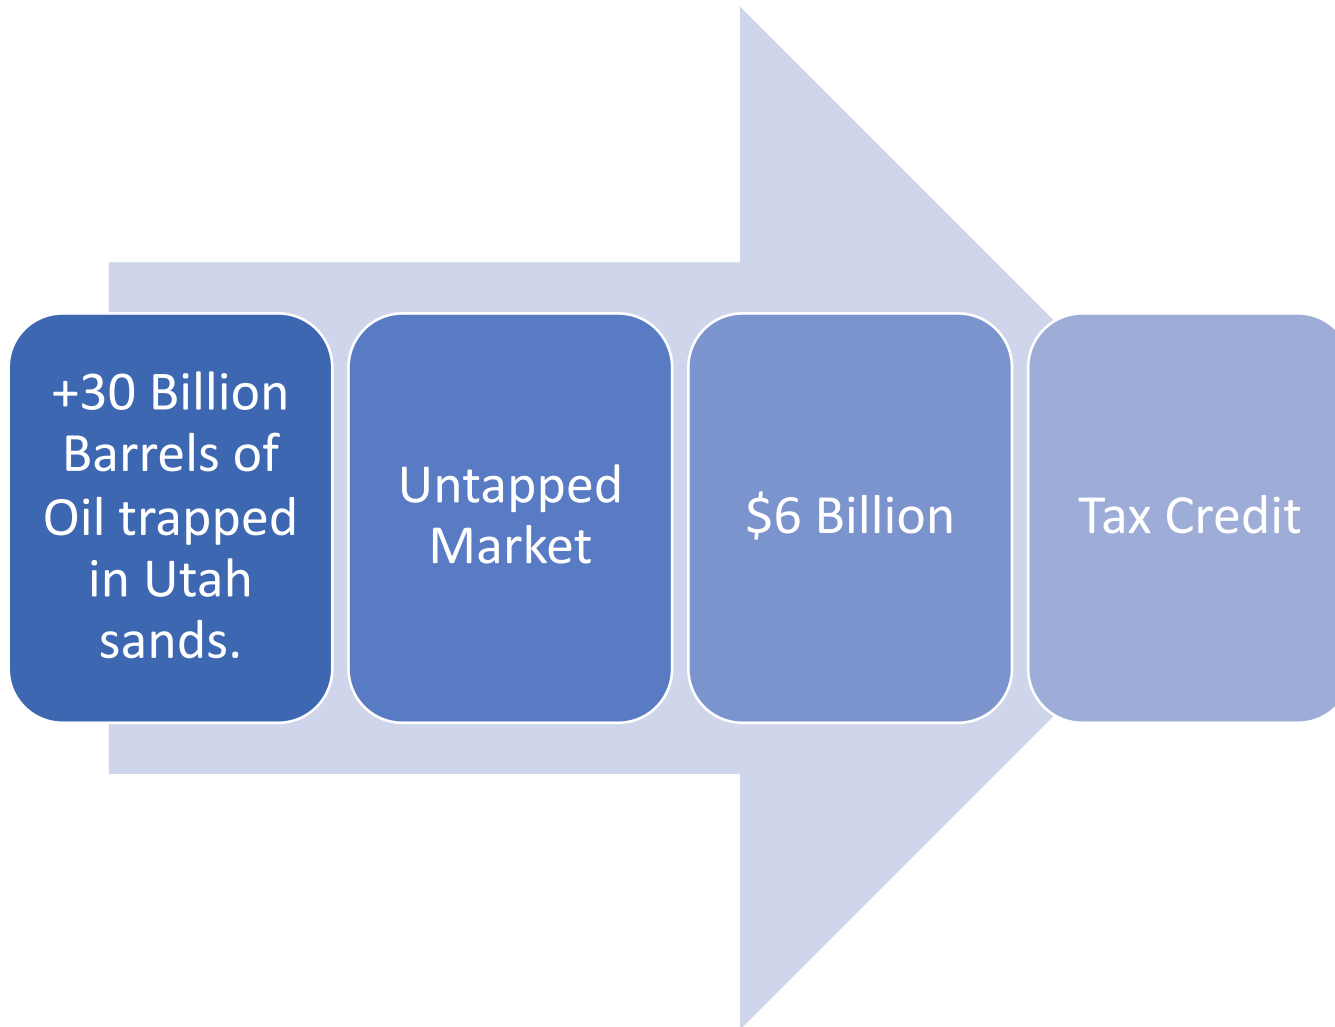 +30 Billion
Barrels of
Oil trapped
in Utah
sands.
Untapped
Market
$6 Billion
Tax Credit